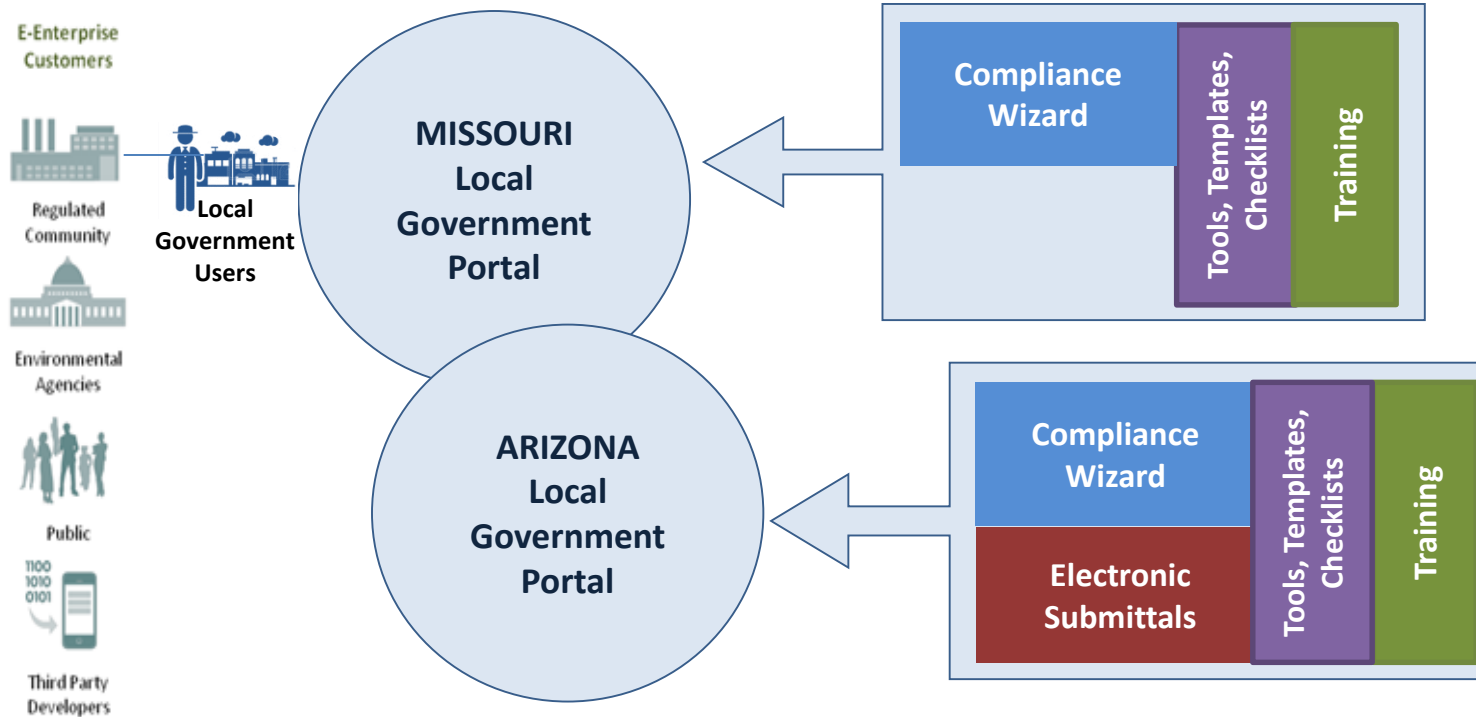 E-Enterprise
Customers
Regulated
Community
Environmental
Agencies
Public
1100
1010
0101
Third Party
Developers
Local
Government
Users
MISSOURI
Local
Government
Portal
Compliance
Wizard
Tools, Templates,
Checklists
Training
ARIZONA
Local
Government
Portal
Compliance
Wizard
Electronic
Submittals
Tools, Templates,
Checklists
Training